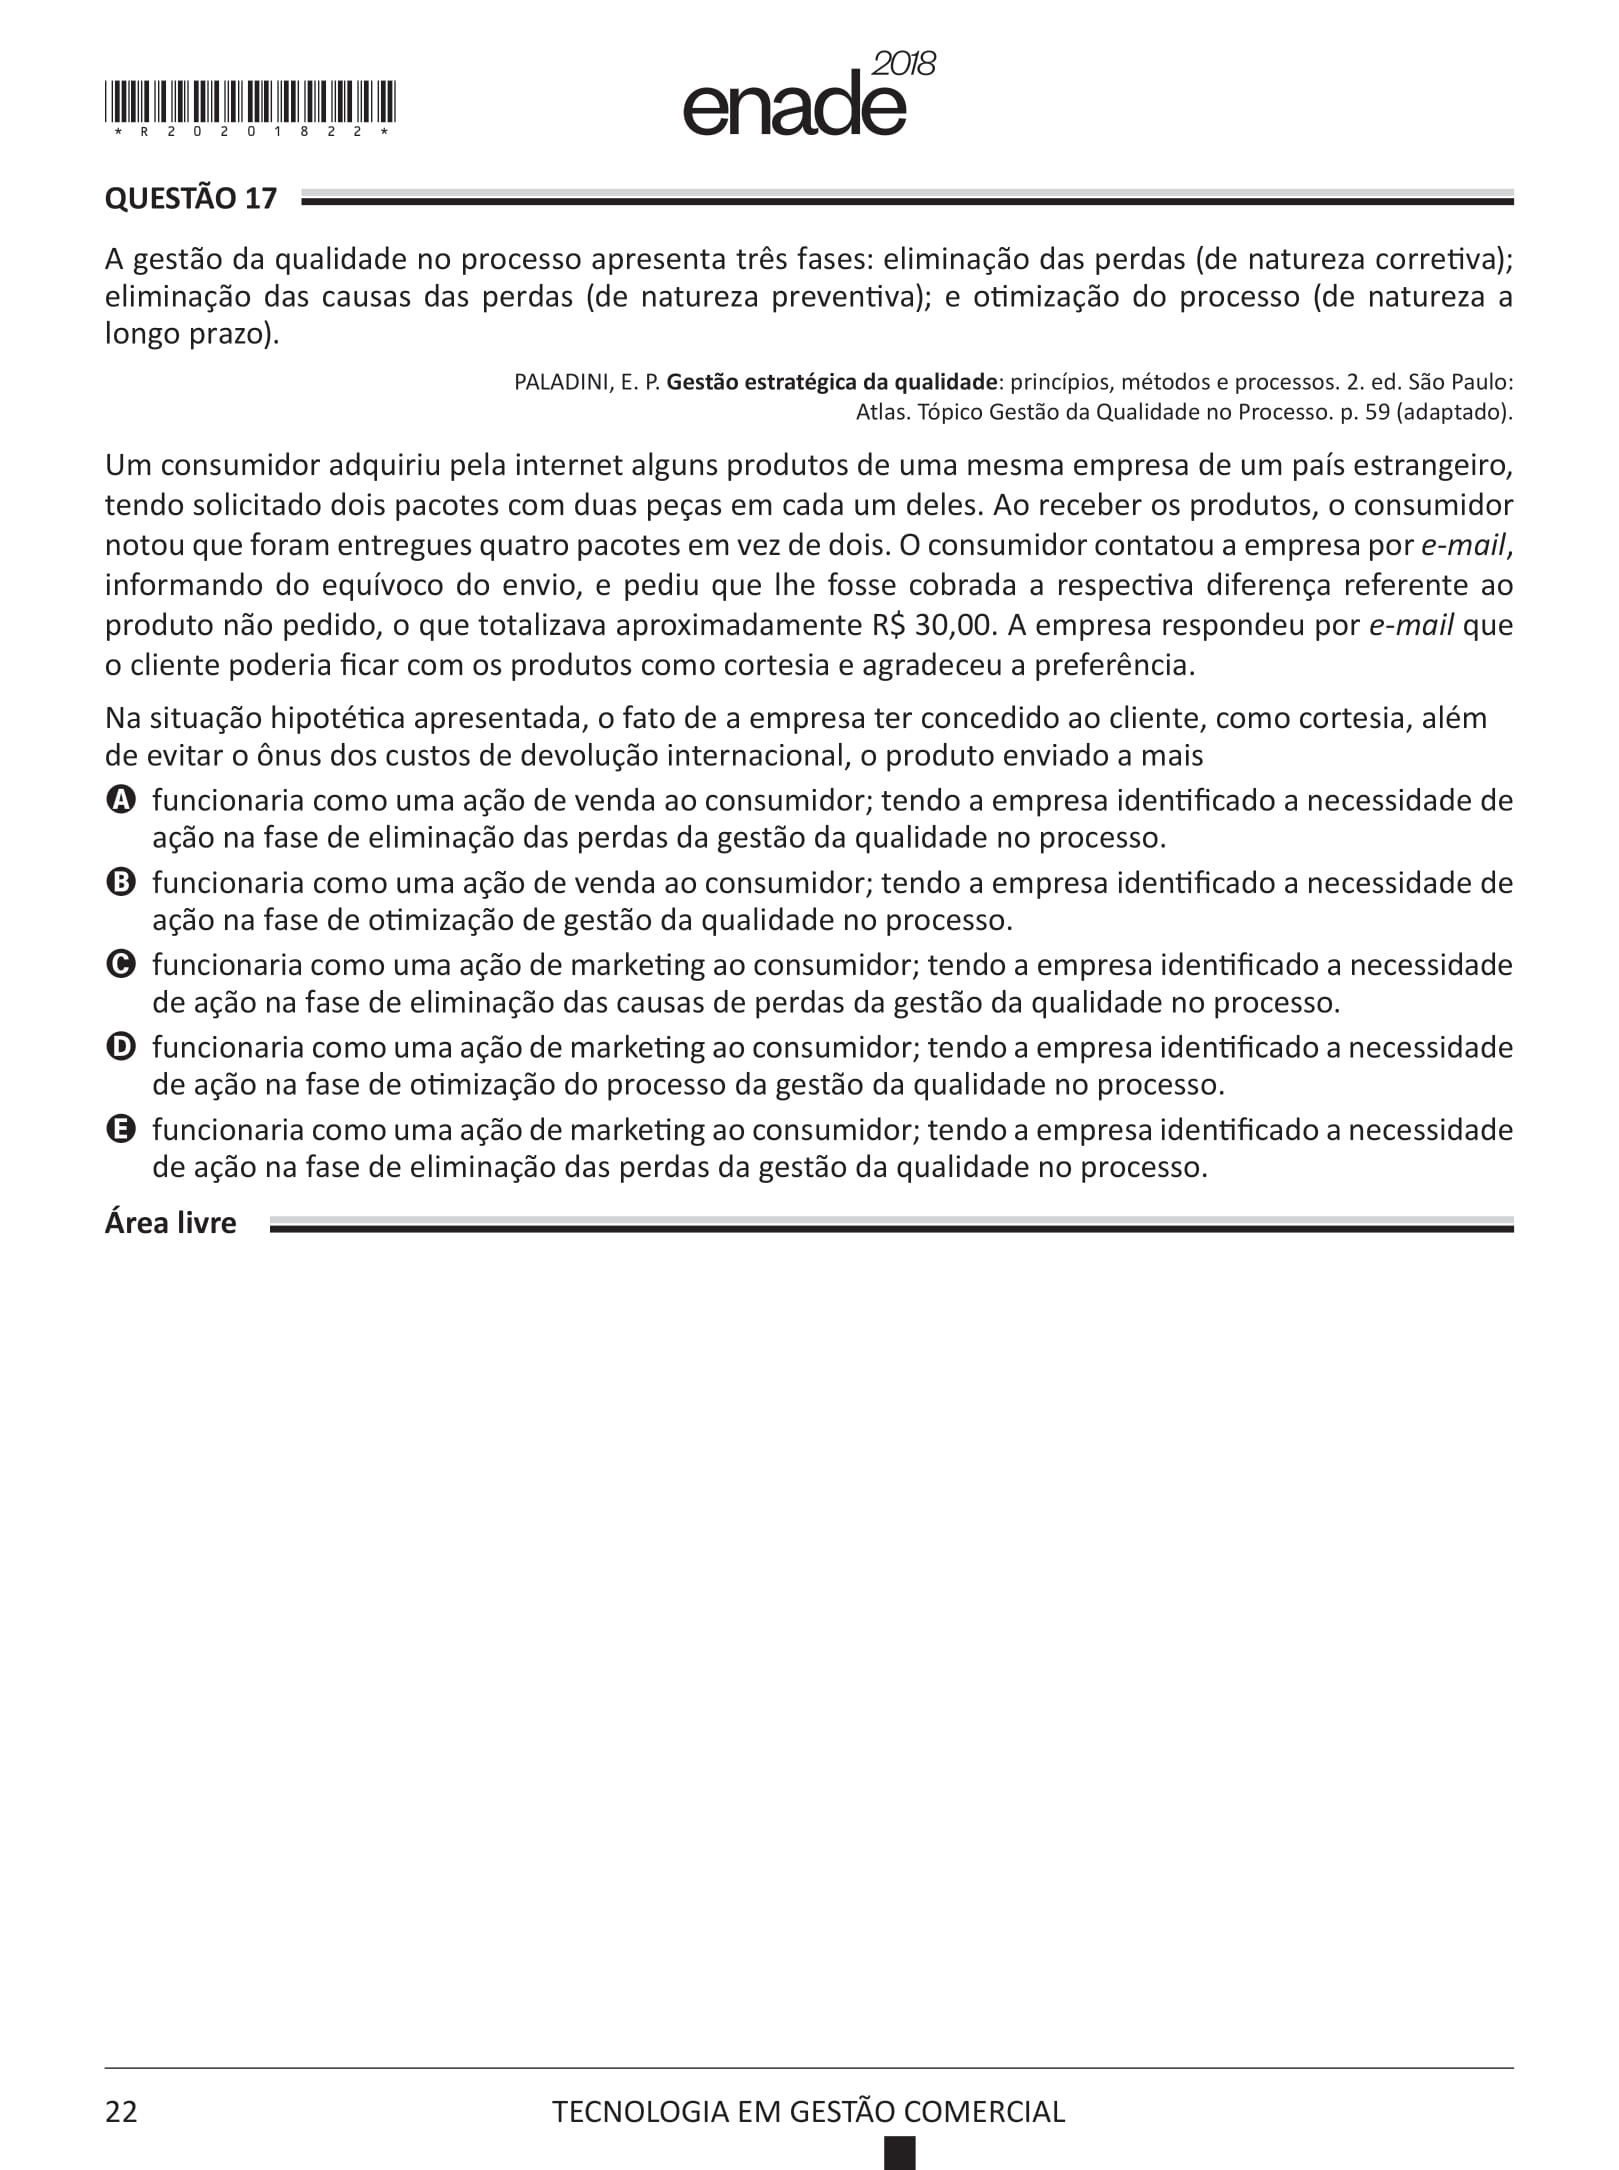 2018
enade
* R 2 0 2 0 1 8 2 2 *
QUESTÃO 17
A gestão da qualidade no processo apresenta três fases: eliminação das perdas (de natureza corretiva);
eliminação das causas das perdas (de natureza preventiva); e otimização do processo (de natureza a
longo prazo).
PALADINI, E. P. Gestão estratégica da qualidade: princípios, métodos e processos. 2. ed. São Paulo:
Atlas. Tópico Gestão da Qualidade no Processo. p. 59 (adaptado).
Um consumidor adquiriu pela internet alguns produtos de uma mesma empresa de um país estrangeiro,
tendo solicitado dois pacotes com duas peças em cada um deles. Ao receber os produtos, o consumidor
notou que foram entregues quatro pacotes em vez de dois. O consumidor contatou a empresa por e-mail,
informando do equívoco do envio, e pediu que lhe fosse cobrada a respectiva diferença referente ao
produto não pedido, o que totalizava aproximadamente R$ 30,00. A empresa respondeu por e-mail que
o cliente poderia ficar com os produtos como cortesia e agradeceu a preferência.
Na situação hipotética apresentada, o fato de a empresa ter concedido ao cliente, como cortesia, além
de evitar o ônus dos custos de devolução internacional, o produto enviado a mais
A funcionaria como uma ação de venda ao consumidor; tendo a empresa identificado a necessidade de
ação na fase de eliminação das perdas da gestão da qualidade no processo.
B funcionaria como uma ação de venda ao consumidor; tendo a empresa identificado a necessidade de
ação na fase de otimização de gestão da qualidade no processo.
C funcionaria como uma ação de marketing ao consumidor; tendo a empresa identificado a necessidade
de ação na fase de eliminação das causas de perdas da gestão da qualidade no processo.
D funcionaria como uma ação de marketing ao consumidor; tendo a empresa identificado a necessidade
de ação na fase de otimização do processo da gestão da qualidade no processo.
E funcionaria como uma ação de marketing ao consumidor; tendo a empresa identificado a necessidade
de ação na fase de eliminação das perdas da gestão da qualidade no processo.
Área livre
22
TECNOLOGIA EM GESTÃO COMERCIAL